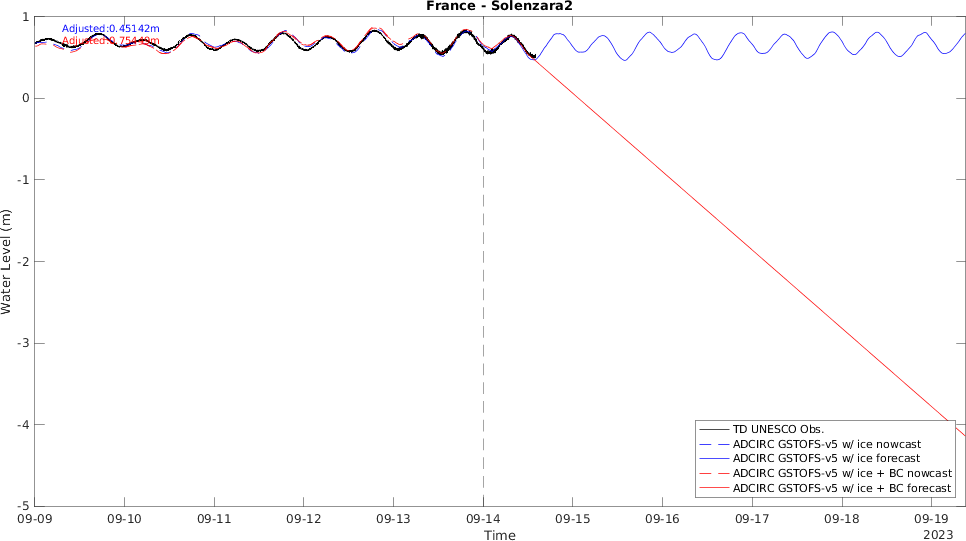 France - Solenzara2
Adjusted:0.45142m
Water Level (m)
1
0
-1
-2
-3
-4
-5
09-09
09-10
09-11
09-12
09-13
09-14
09-15
09-16
09-17
09-18
09-19
Time
2023
TD UNESCO Obs.
ADCIRC GSTOFS-v5 w/ ice nowcast
ADCIRC GSTOFS-v5 w/ ice forecast
ADCIRC GSTOFS-v5 w/ ice + BC nowcast
ADCIRC GSTOFS-v5 w/ ice + BC forecast